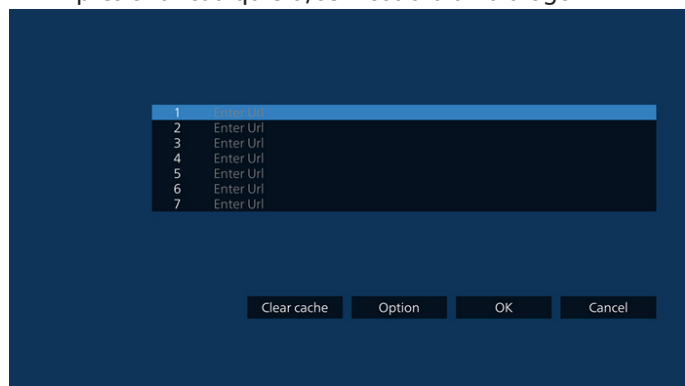 1 Enter Url
2 Enter Url
3 Enter Url
4 Enter Url
5 Enter Url
6 Enter Url
7 Enter Url
Clear cache Option OK Cancel